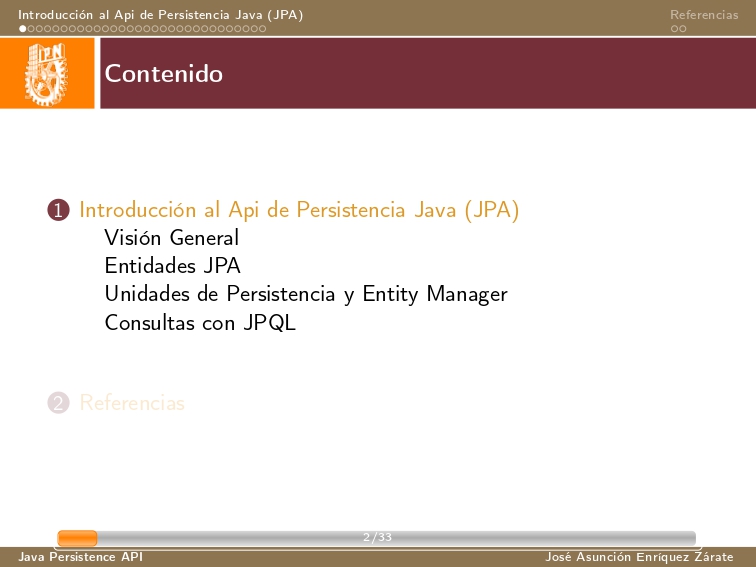 Introducción al Api de Persistencia Java (JPA)
Referencias
IPN
Contenido
1 Introducción al Api de Persistencia Java (JPA)
Visión General
Entidades JPA
Unidades de Persistencia y Entity Manager
Consultas con JPQL
2 Referencias
2/33
Java Persistence API
José Asunción Enríquez Zárate